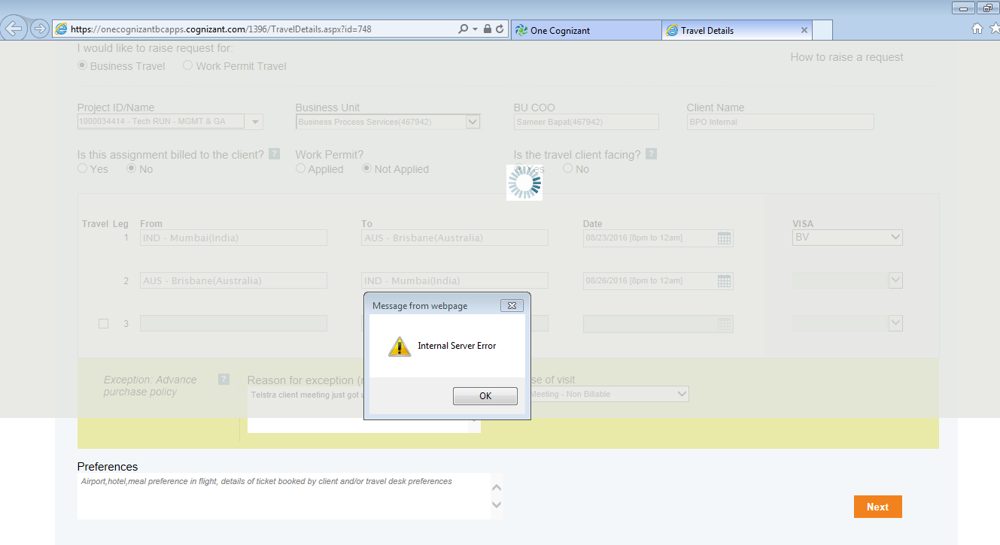 https://onecognizantbcapps.cognizant.com/1396/TravelDetails.aspx?id=748
One Cognizant
Travel Details
I would like to raise request for:
How to raise a request
Business Travel
Work Permit Travel
Project ID/Name
Business Unit
BU COO
Client Name
1000034414 - Tech RUN - MGMT & GA
Business Process Services(467942)
Sameer Bapat(467942)
BPO Internal
Is this assignment billed to the client? ?
Work Permit?
Is the travel client facing? ?
Yes
No
Applied
Not Applied
Yes
No
Travel Leg
From
To
Date
VISA
1
IND - Mumbai(India)
AUS - Brisbane(Australia)
08/23/2016 [8pm to 12am]
BV
2
AUS - Brisbane(Australia)
IND - Mumbai(India)
08/26/2016 [8pm to 12am]
3
Message from webpage
Internal Server Error
OK
Exception: Advance
purchase policy
?
Reason for exception (
se of visit
Telstra client meeting just got
Meeting - Non Billable
Preferences
Airport,hotel,meal preference in flight, details of ticket booked by client and/or travel desk preferences
Next